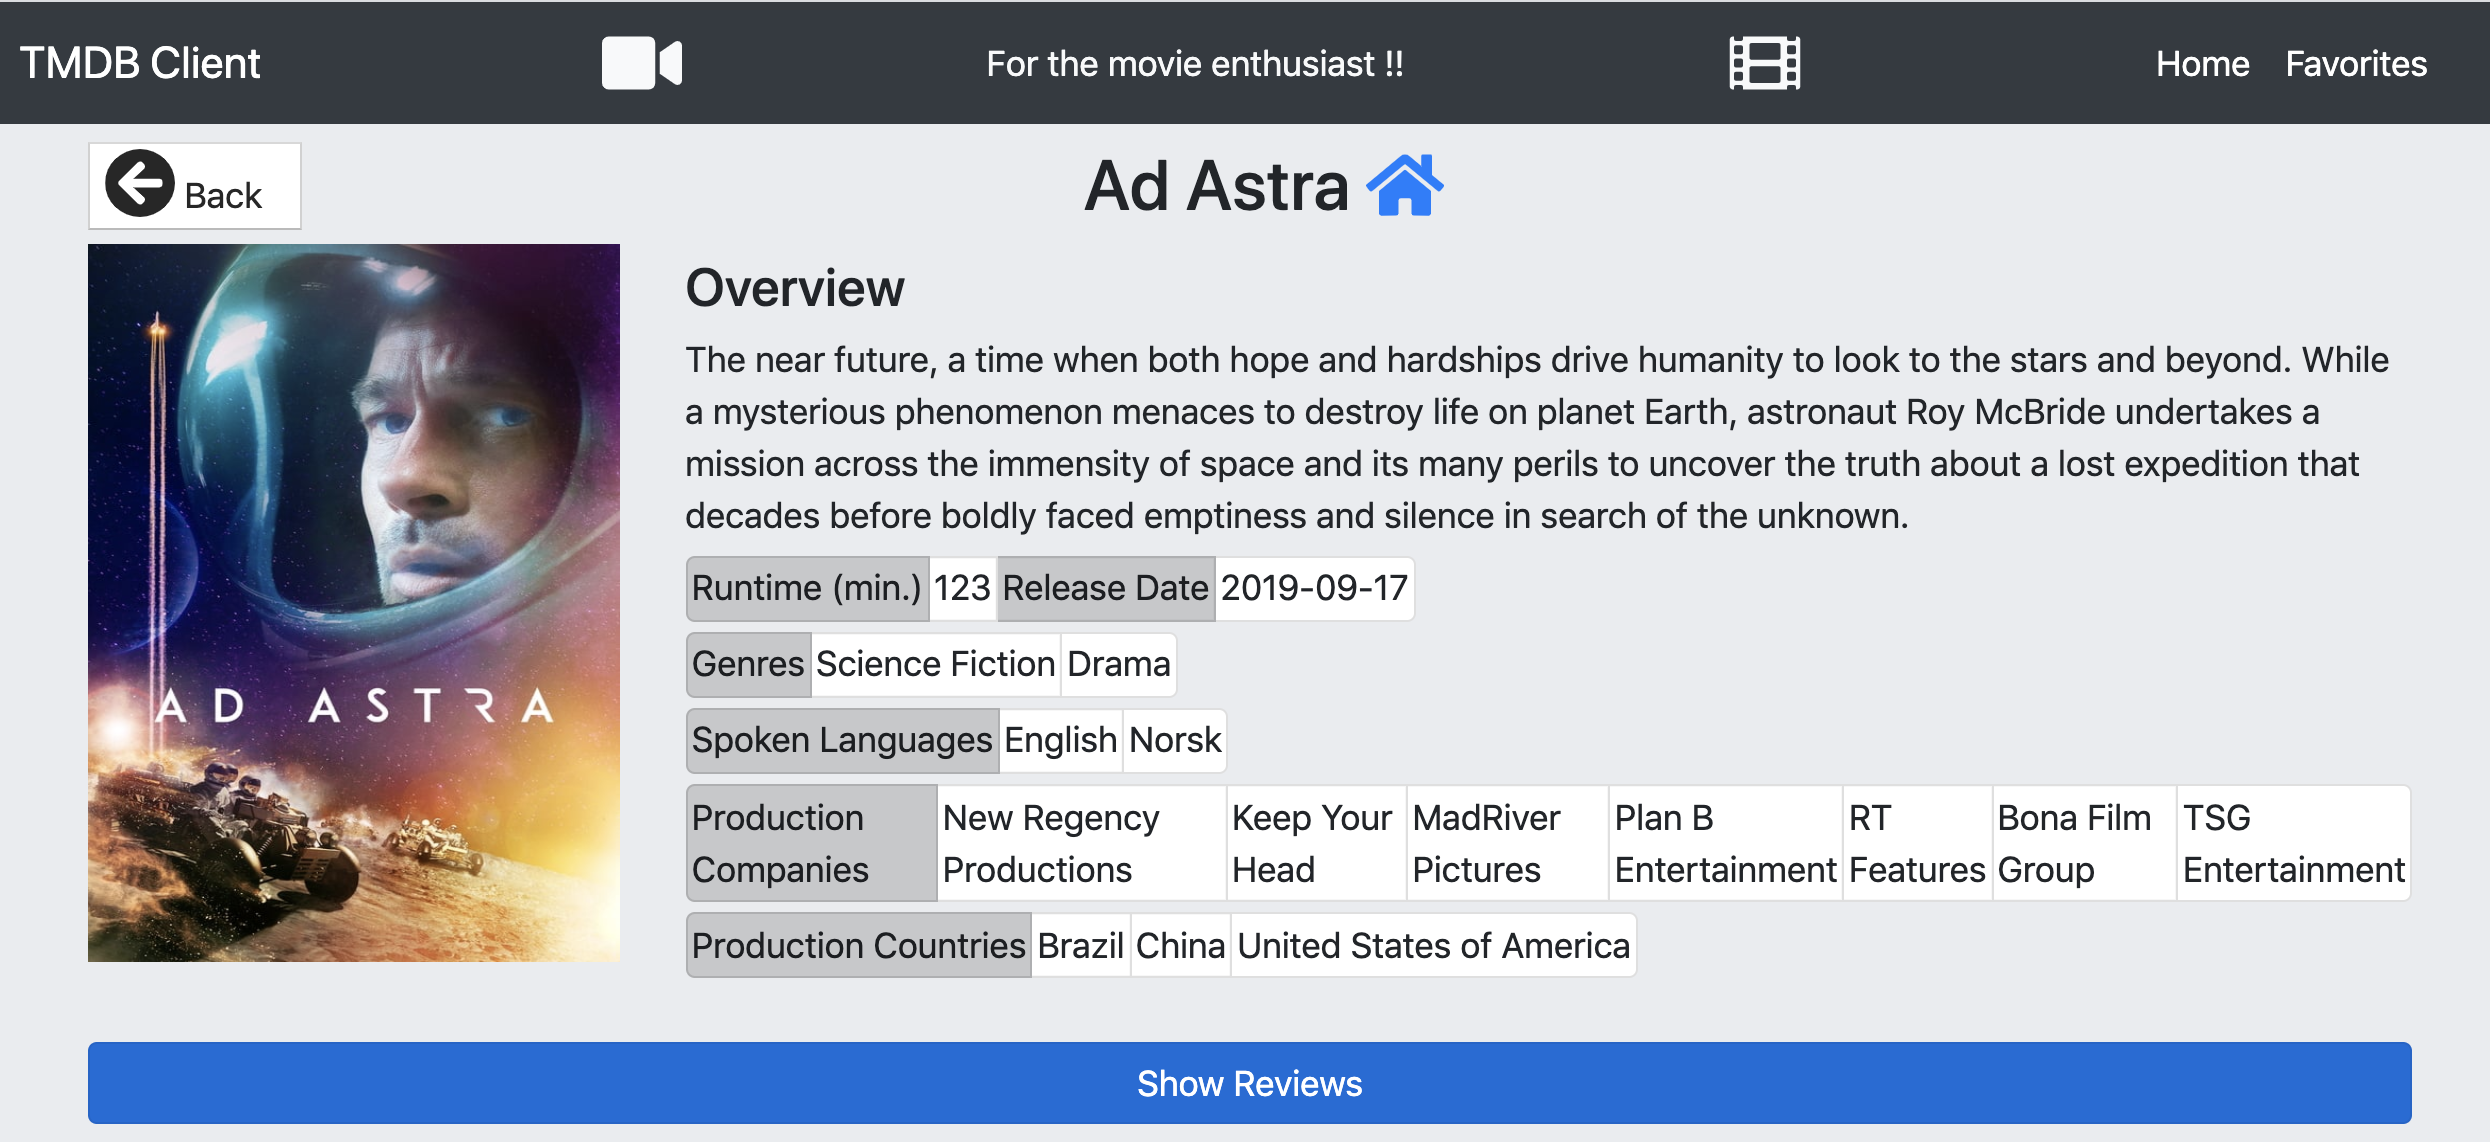 TMDB Client
For the movie enthusiast !!
Home Favorites
Back
Ad Astra
AD ASTRA
Overview
The near future, a time when both hope and hardships drive humanity to look to the stars and beyond. While
a mysterious phenomenon menaces to destroy life on planet Earth, astronaut Roy McBride undertakes a
mission across the immensity of space and its many perils to uncover the truth about a lost expedition that
decades before boldly faced emptiness and silence in search of the unknown.
Runtime (min.) 123 Release Date 2019-09-17
Genres Science Fiction Drama
Spoken Languages English Norsk
Production Companies
New Regency Productions
Keep Your Head
MadRiver Pictures
Plan B Entertainment
RT Features
Bona Film Group
TSG Entertainment
Production Countries Brazil China United States of America
Show Reviews